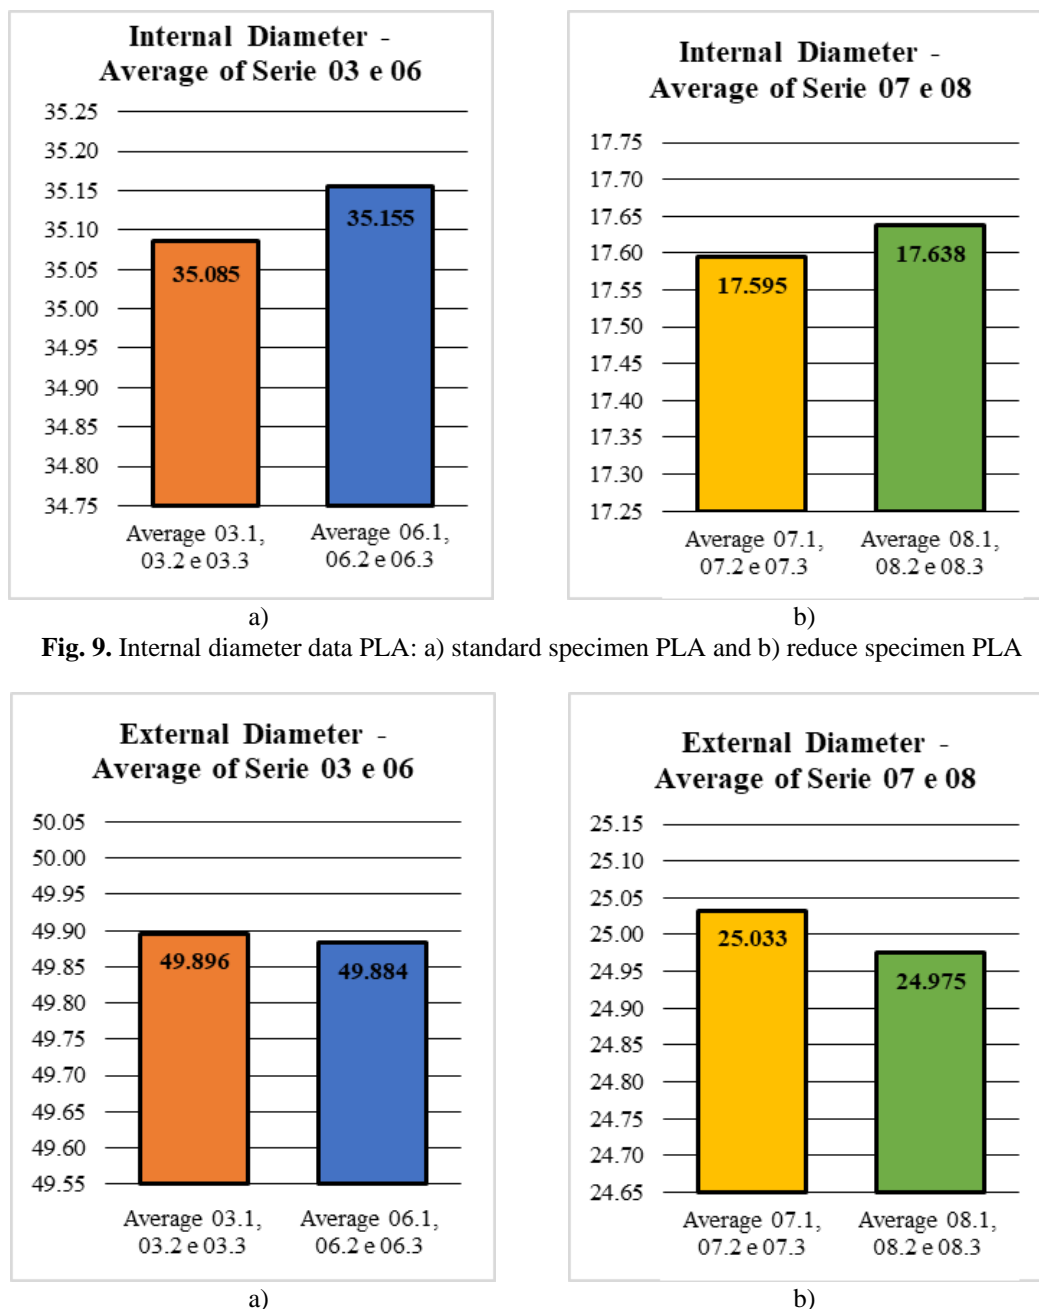 Internal Diameter -
Average of Serie 03 e 06
35.25
35.20
35.15
35.10
35.05
35.00
34.95
34.90
34.85
34.80
34.75
35.085
35.155
Average 03.1,
03.2 e 03.3
Average 06.1,
06.2 e 06.3
a)
Internal Diameter -
Average of Serie 07 e 08
17.75
17.70
17.65
17.60
17.55
17.50
17.45
17.40
17.35
17.30
17.25
17.595
17.638
Average 07.1,
07.2 e 07.3
Average 08.1,
08.2 e 08.3
b)
Fig. 9. Internal diameter data PLA: a) standard specimen PLA and b) reduce specimen PLA
External Diameter -
Average of Serie 03 e 06
50.05
50.00
49.95
49.90
49.85
49.80
49.75
49.70
49.65
49.60
49.55
49.896
49.884
Average 03.1,
03.2 e 03.3
Average 06.1,
06.2 e 06.3
a)
External Diameter -
Average of Serie 07 e 08
25.15
25.10
25.05
25.00
24.95
24.90
24.85
24.80
24.75
24.70
24.65
25.033
24.975
Average 07.1,
07.2 e 07.3
Average 08.1,
08.2 e 08.3
b)